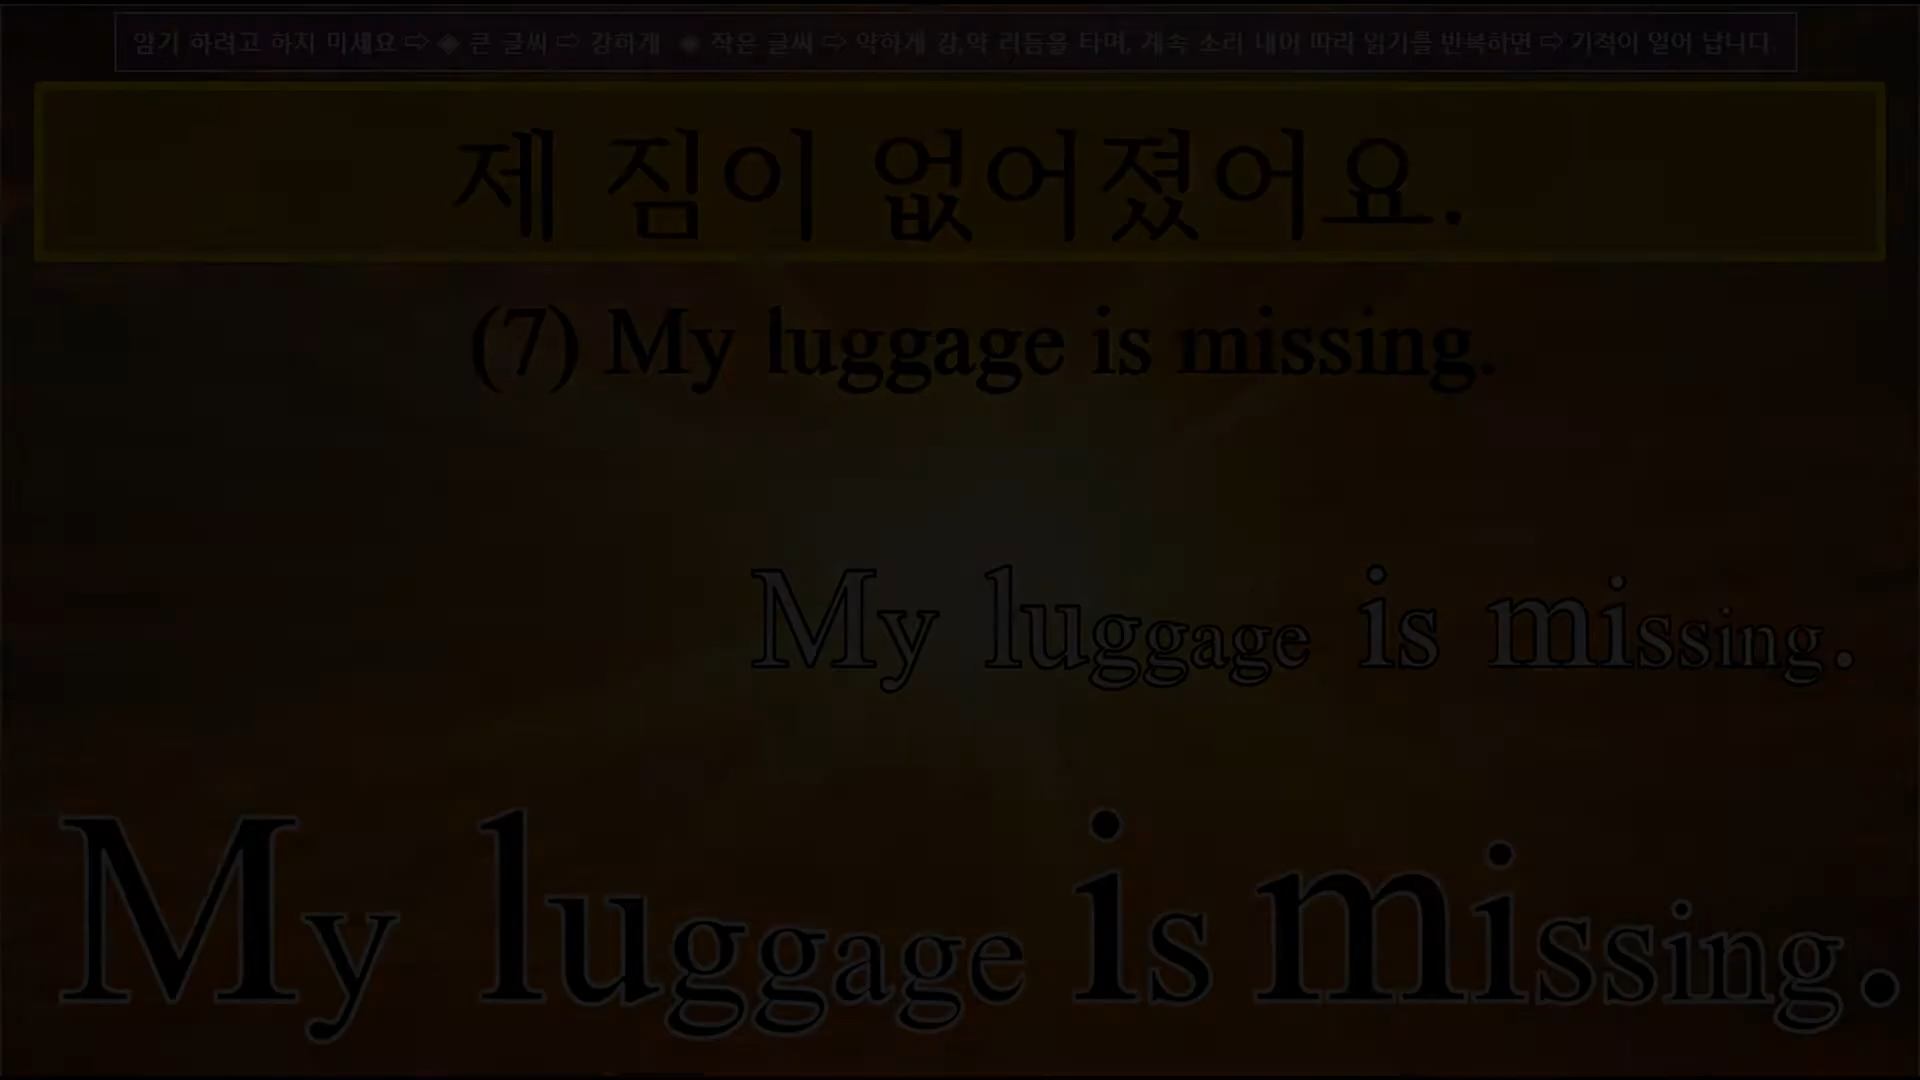 암기 하려고 하지 마세요 ⇨ ◈ 큰 글씨 ⇨ 강하게 ◈ 작은 글씨 ⇨ 약하게 강,약 리듬을 타며, 계속 소리 내어 따라 읽기를 반복하면 ⇨ 기적이 일어 납니다.
제 짐이 없어졌어요.
(7) My luggage is missing.
My luggage is missing.
My luggage is missing.